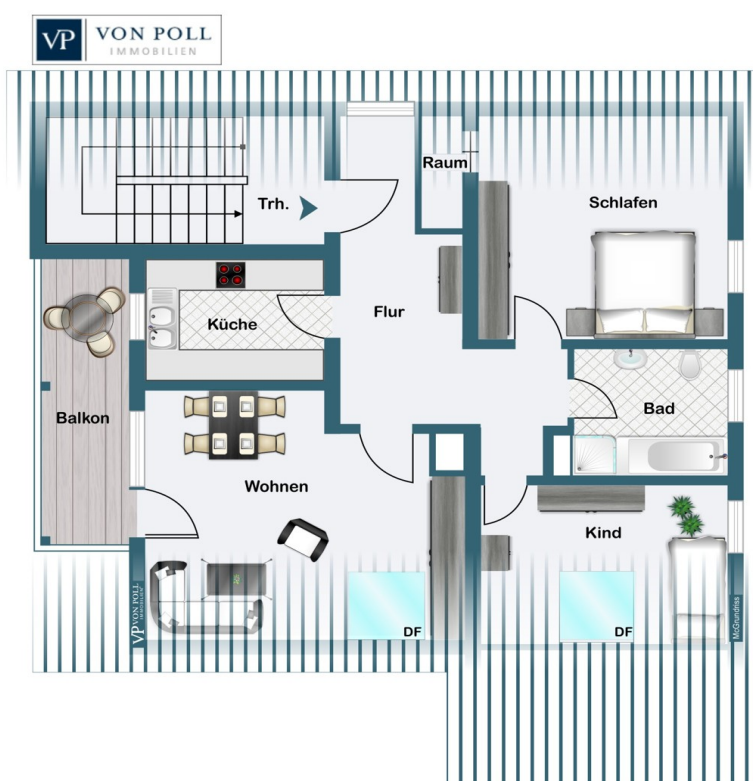 VP VON POLL
IMMOBILIEN
Raum
Trh.
Schlafen
Küche
Flur
Balkon
Bad
Wohnen
Kind
VP VON POLL
IMMOBILIEN
DF
DF
McGrundriss